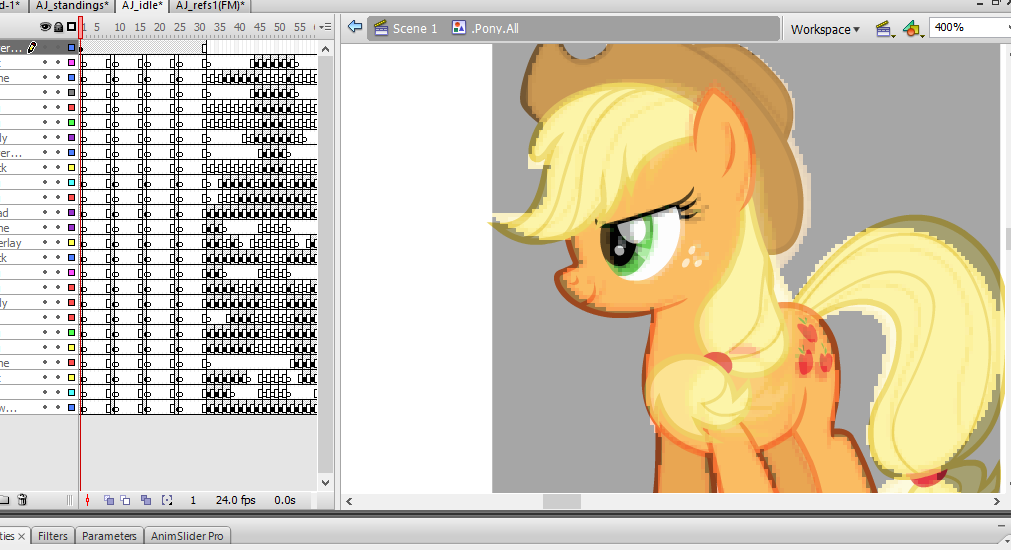 d-1* AJ_standings* AJ_idle* AJ_refs1(FM)*
1 5 10 15 20 25 30 35 40 45 50 55
Scene 1 .Pony.All Workspace 400%
er...
ne
ly
er...
tk
ad
ne
erlay
tk
ly
ne
w...
1 24.0 fps 0.0s
ties × Filters Parameters AnimSlider Pro